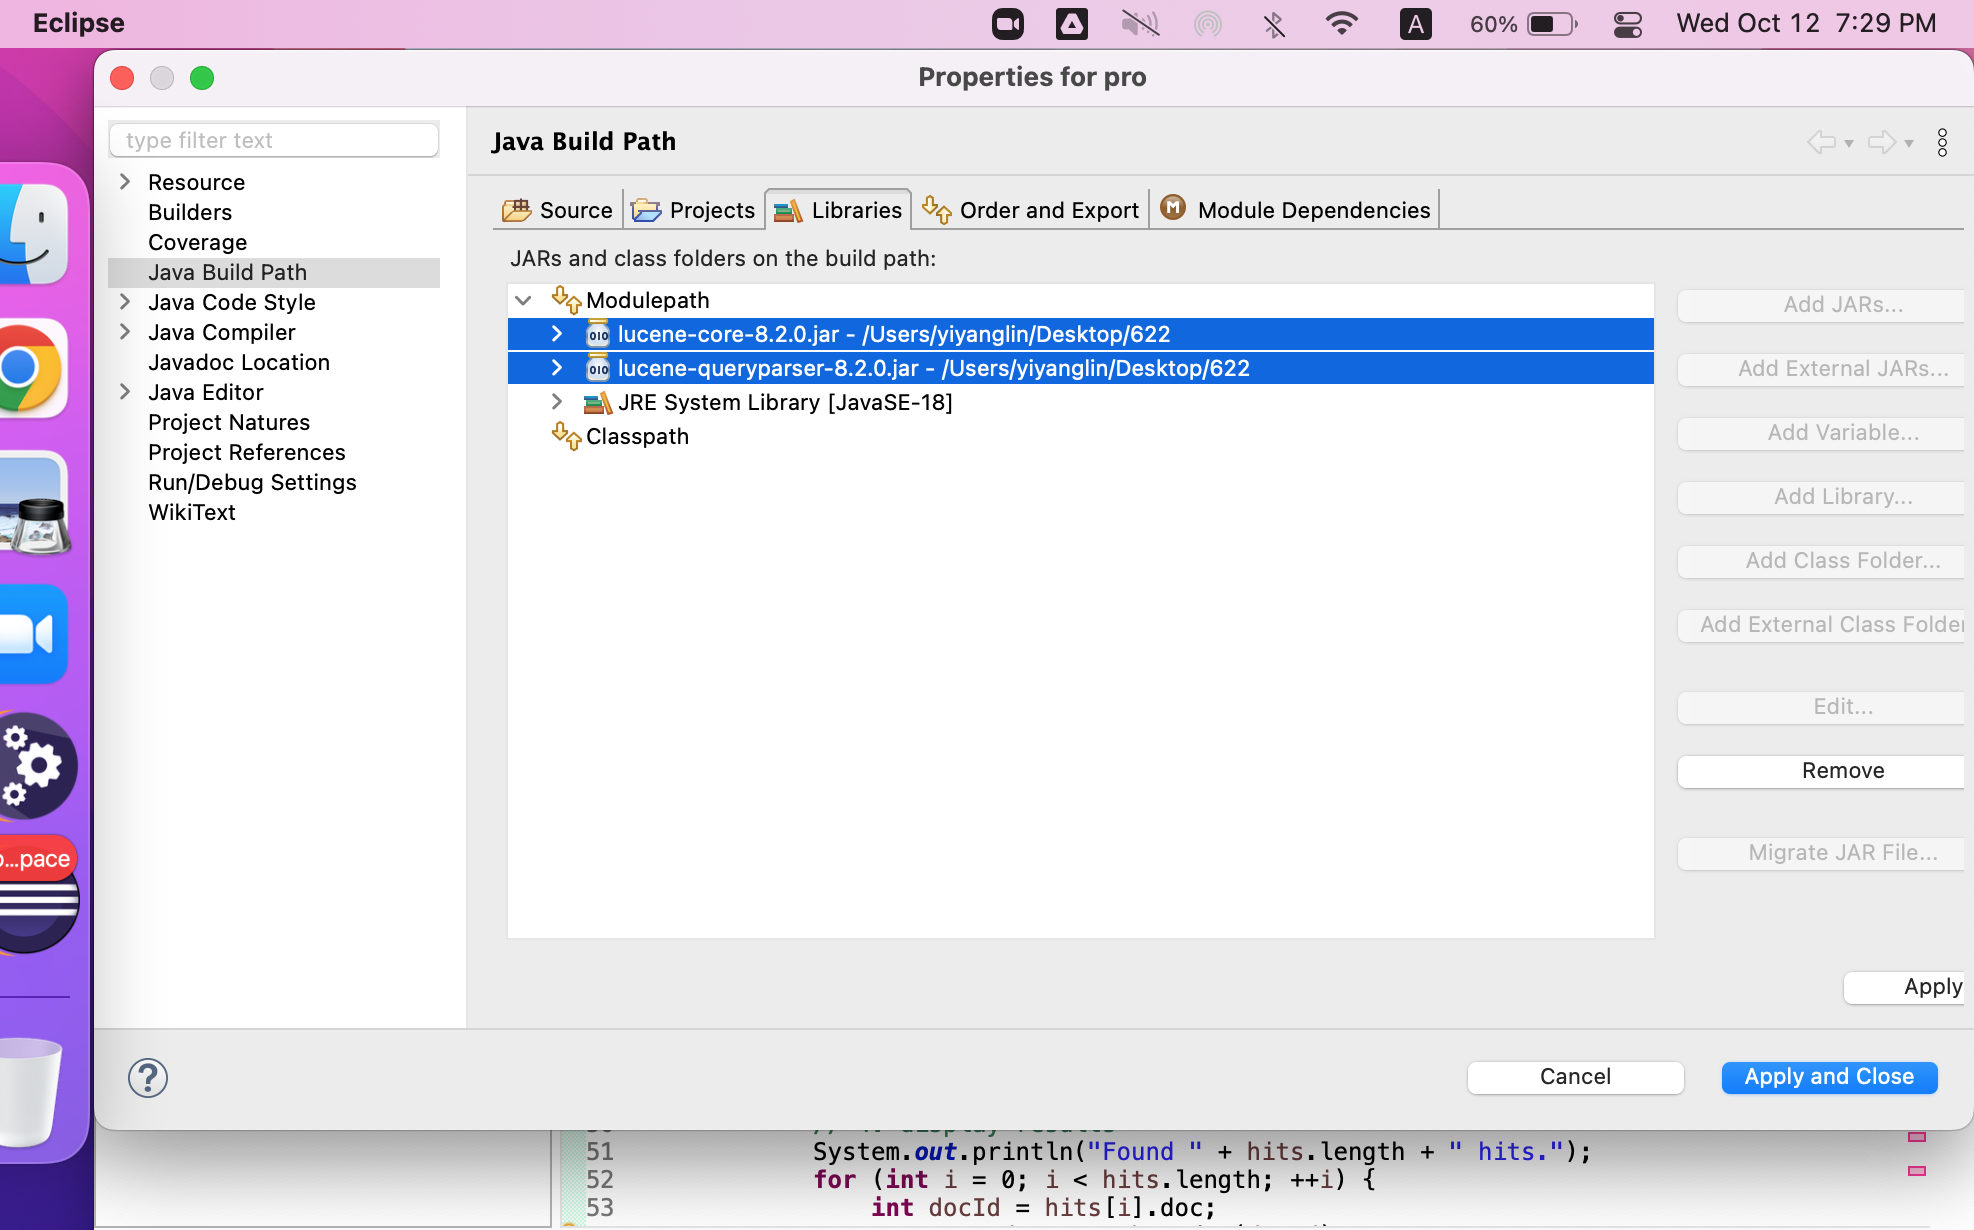 Eclipse
A
60%
Wed Oct 12 7:29 PM
Properties for pro
type filter text
Resource
Builders
Coverage
Java Build Path
Java Code Style
Java Compiler
Javadoc Location
Java Editor
Project Natures
Project References
Run/Debug Settings
WikiText
Java Build Path
Source
Projects
Libraries
Order and Export
M Module Dependencies
JARs and class folders on the build path:
Modulepath
010 lucene-core-8.2.0.jar - /Users/yiyanglin/Desktop/622
010 lucene-queryparser-8.2.0.jar - /Users/yiyanglin/Desktop/622
JRE System Library [JavaSE-18]
Classpath
Add JARs...
Add External JARs...
Add Variable...
Add Library...
Add Class Folder...
Add External Class Folder
Edit...
Remove
Migrate JAR File...
Apply
?
Cancel
Apply and Close
...pace
51 System.out.println("Found " + hits.length + " hits.");
52 for (int i = 0; i < hits.length; ++i) {
53 int docId = hits[i].doc;